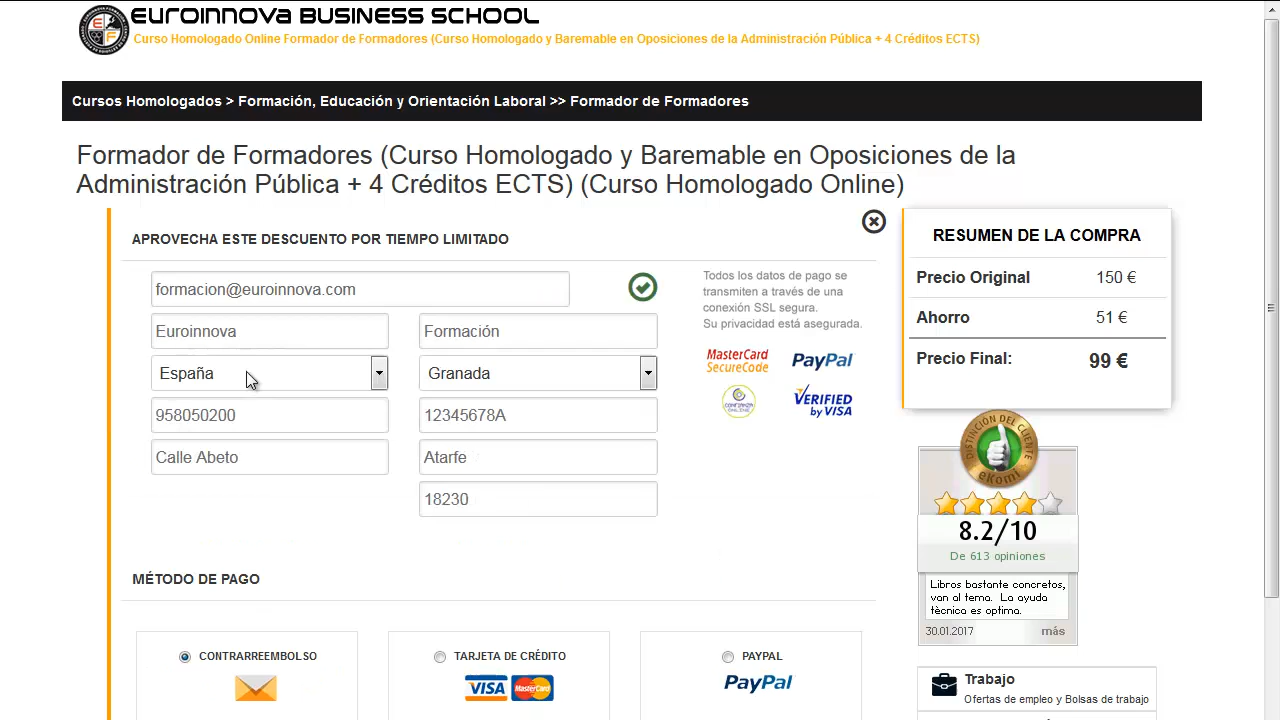 EUROINNOVA BUSINESS SCHOOL
Curso Homologado Online Formador de Formadores (Curso Homologado y Baremable en Oposiciones de la Administración Pública + 4 Créditos ECTS)
Cursos Homologados > Formación, Educación y Orientación Laboral >> Formador de Formadores
Formador de Formadores (Curso Homologado y Baremable en Oposiciones de la
Administración Pública + 4 Créditos ECTS) (Curso Homologado Online)
APROVECHA ESTE DESCUENTO POR TIEMPO LIMITADO
formacion@euroinnova.com
Euroinnova
Formación
España
Granada
958050200
12345678A
Calle Abeto
Atarfe
18230
Todos los datos de pago se
transmiten a través de una
conexión SSL segura.
Su privacidad está asegurada.
MasterCard
SecureCode
PayPal
CONFIANZA
ONLINE
VERIFIED
by VISA
RESUMEN DE LA COMPRA
Precio Original 150 €
Ahorro 51 €
Precio Final: 99 €
DISTINCIÓN DEL CLIENTE
eKomi
8.2/10
De 613 opiniones
Libros bastante concretos,
van al tema. La ayuda
tècnica es optima.
30.01.2017 más
Trabajo
Ofertas de empleo y Bolsas de trabajo
MÉTODO DE PAGO
CONTRARREEMBOLSO
TARJETA DE CRÉDITO
VISA MasterCard
PAYPAL
PayPal